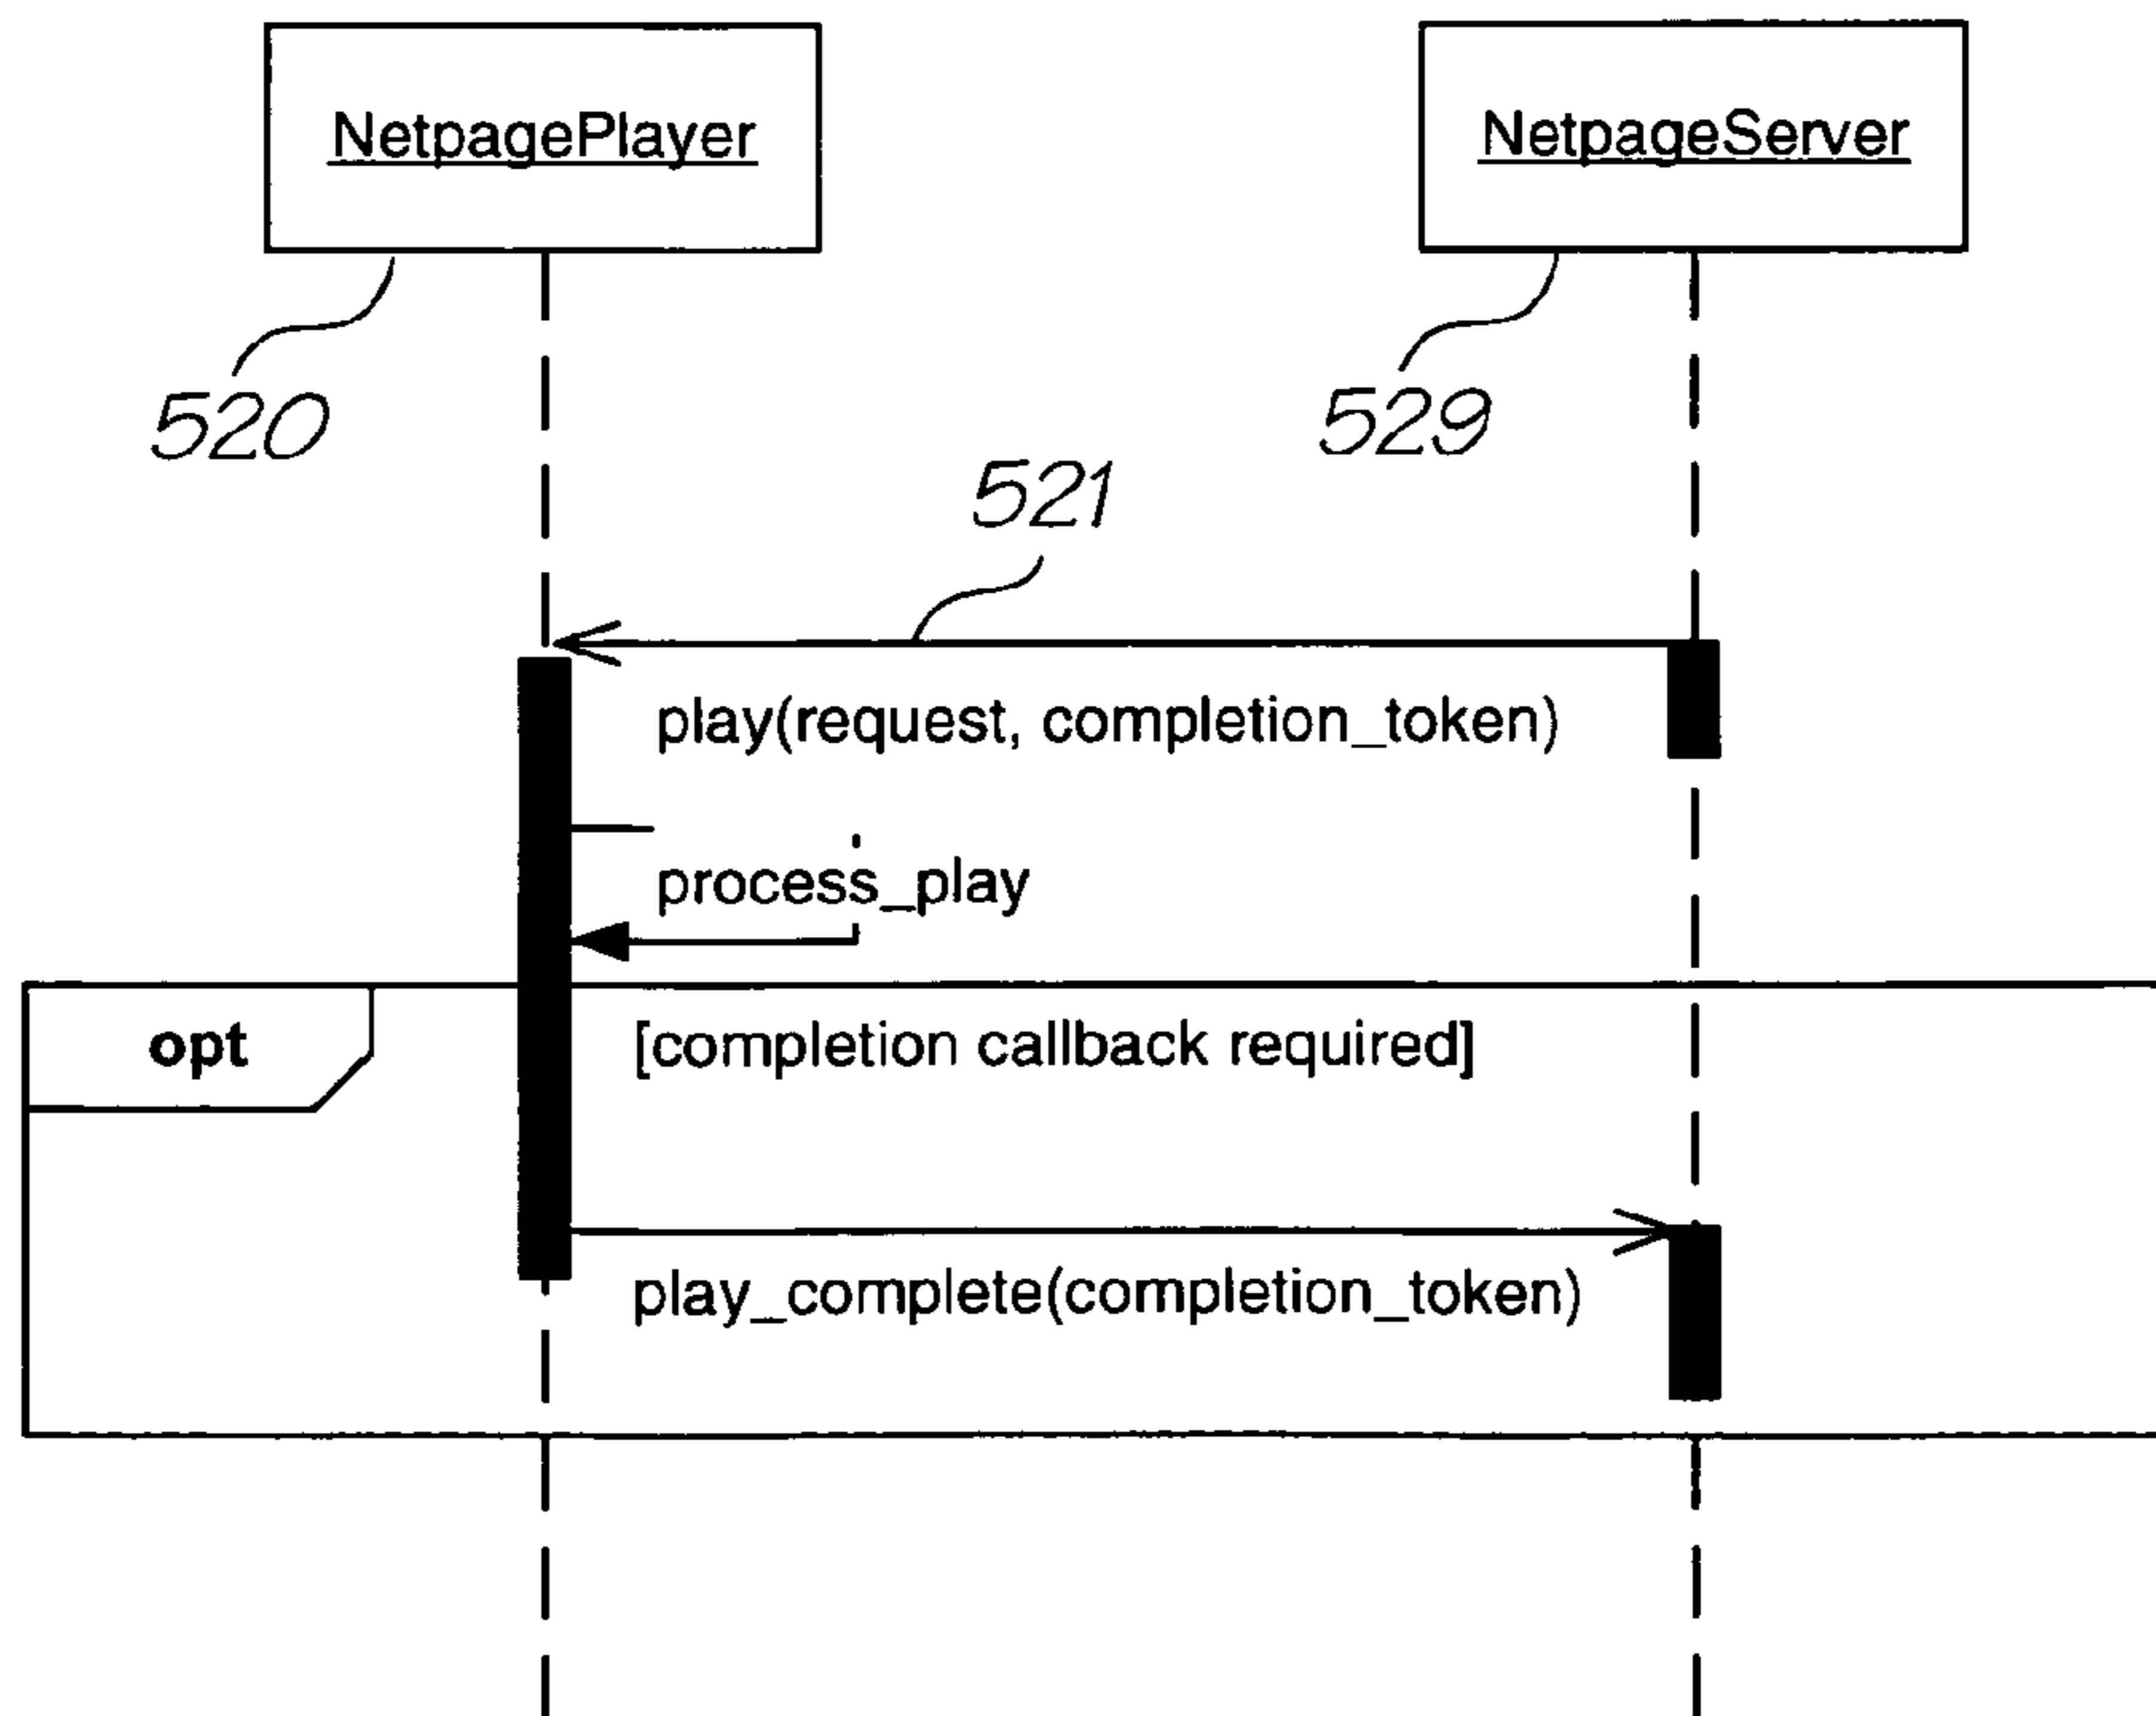 NetpagePlayer
NetpageServer
520
529
521
play(request, completion_token)
process_play
opt
[completion callback required]
play_complete(completion_token)